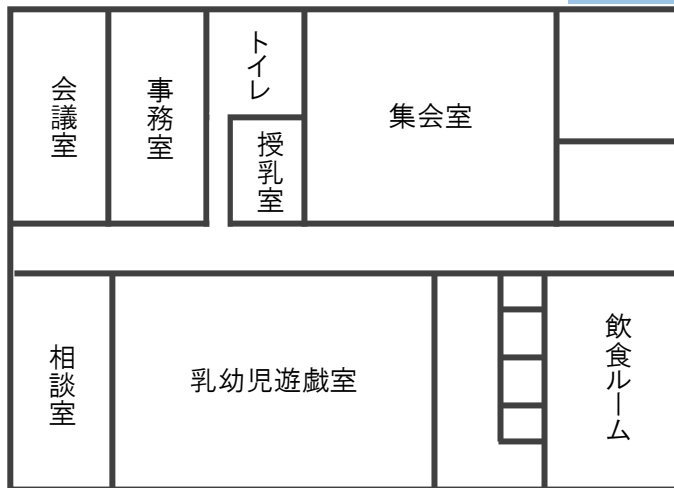 会議室
事務室
トイレ
授乳室
集会室
相談室
乳幼児遊戯室
飲食ルーム